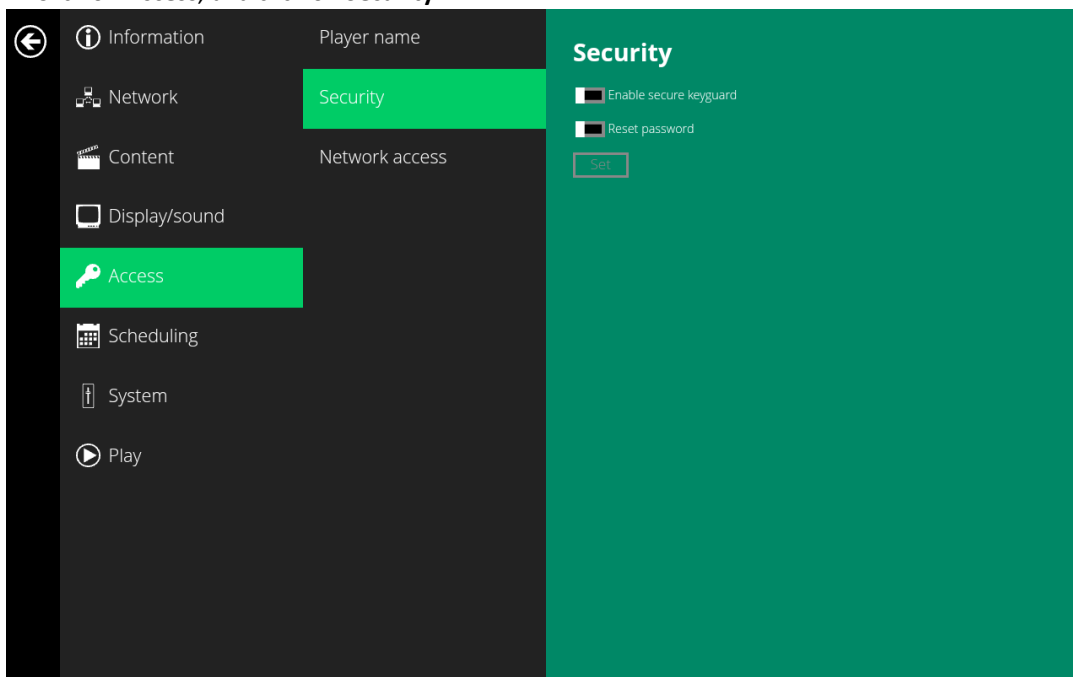 Information
Network
Content
Display/sound
Access
Scheduling
System
Play
Player name
Security
Network access
Security
Enable secure keyguard
Reset password
Set